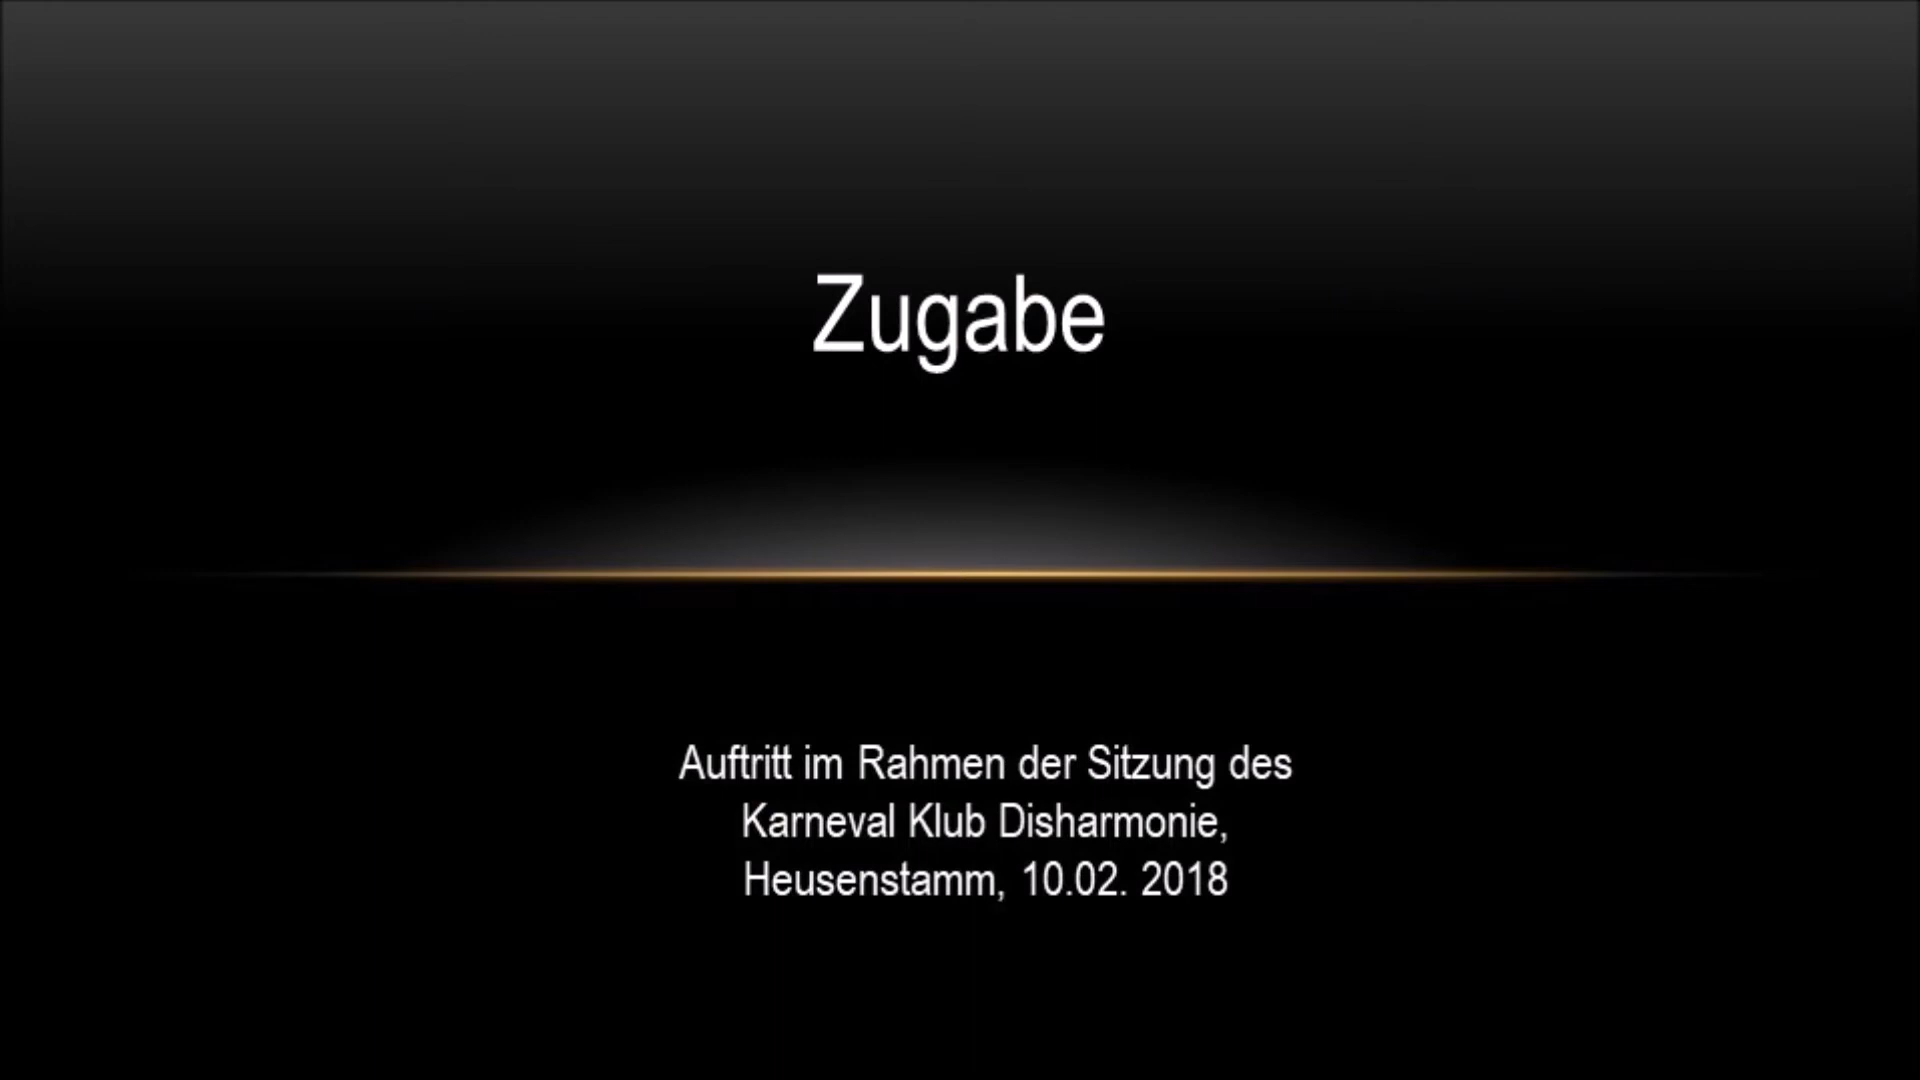 Zugabe
Auftritt im Rahmen der Sitzung des
Karneval Klub Disharmonie,
Heusenstamm, 10.02. 2018